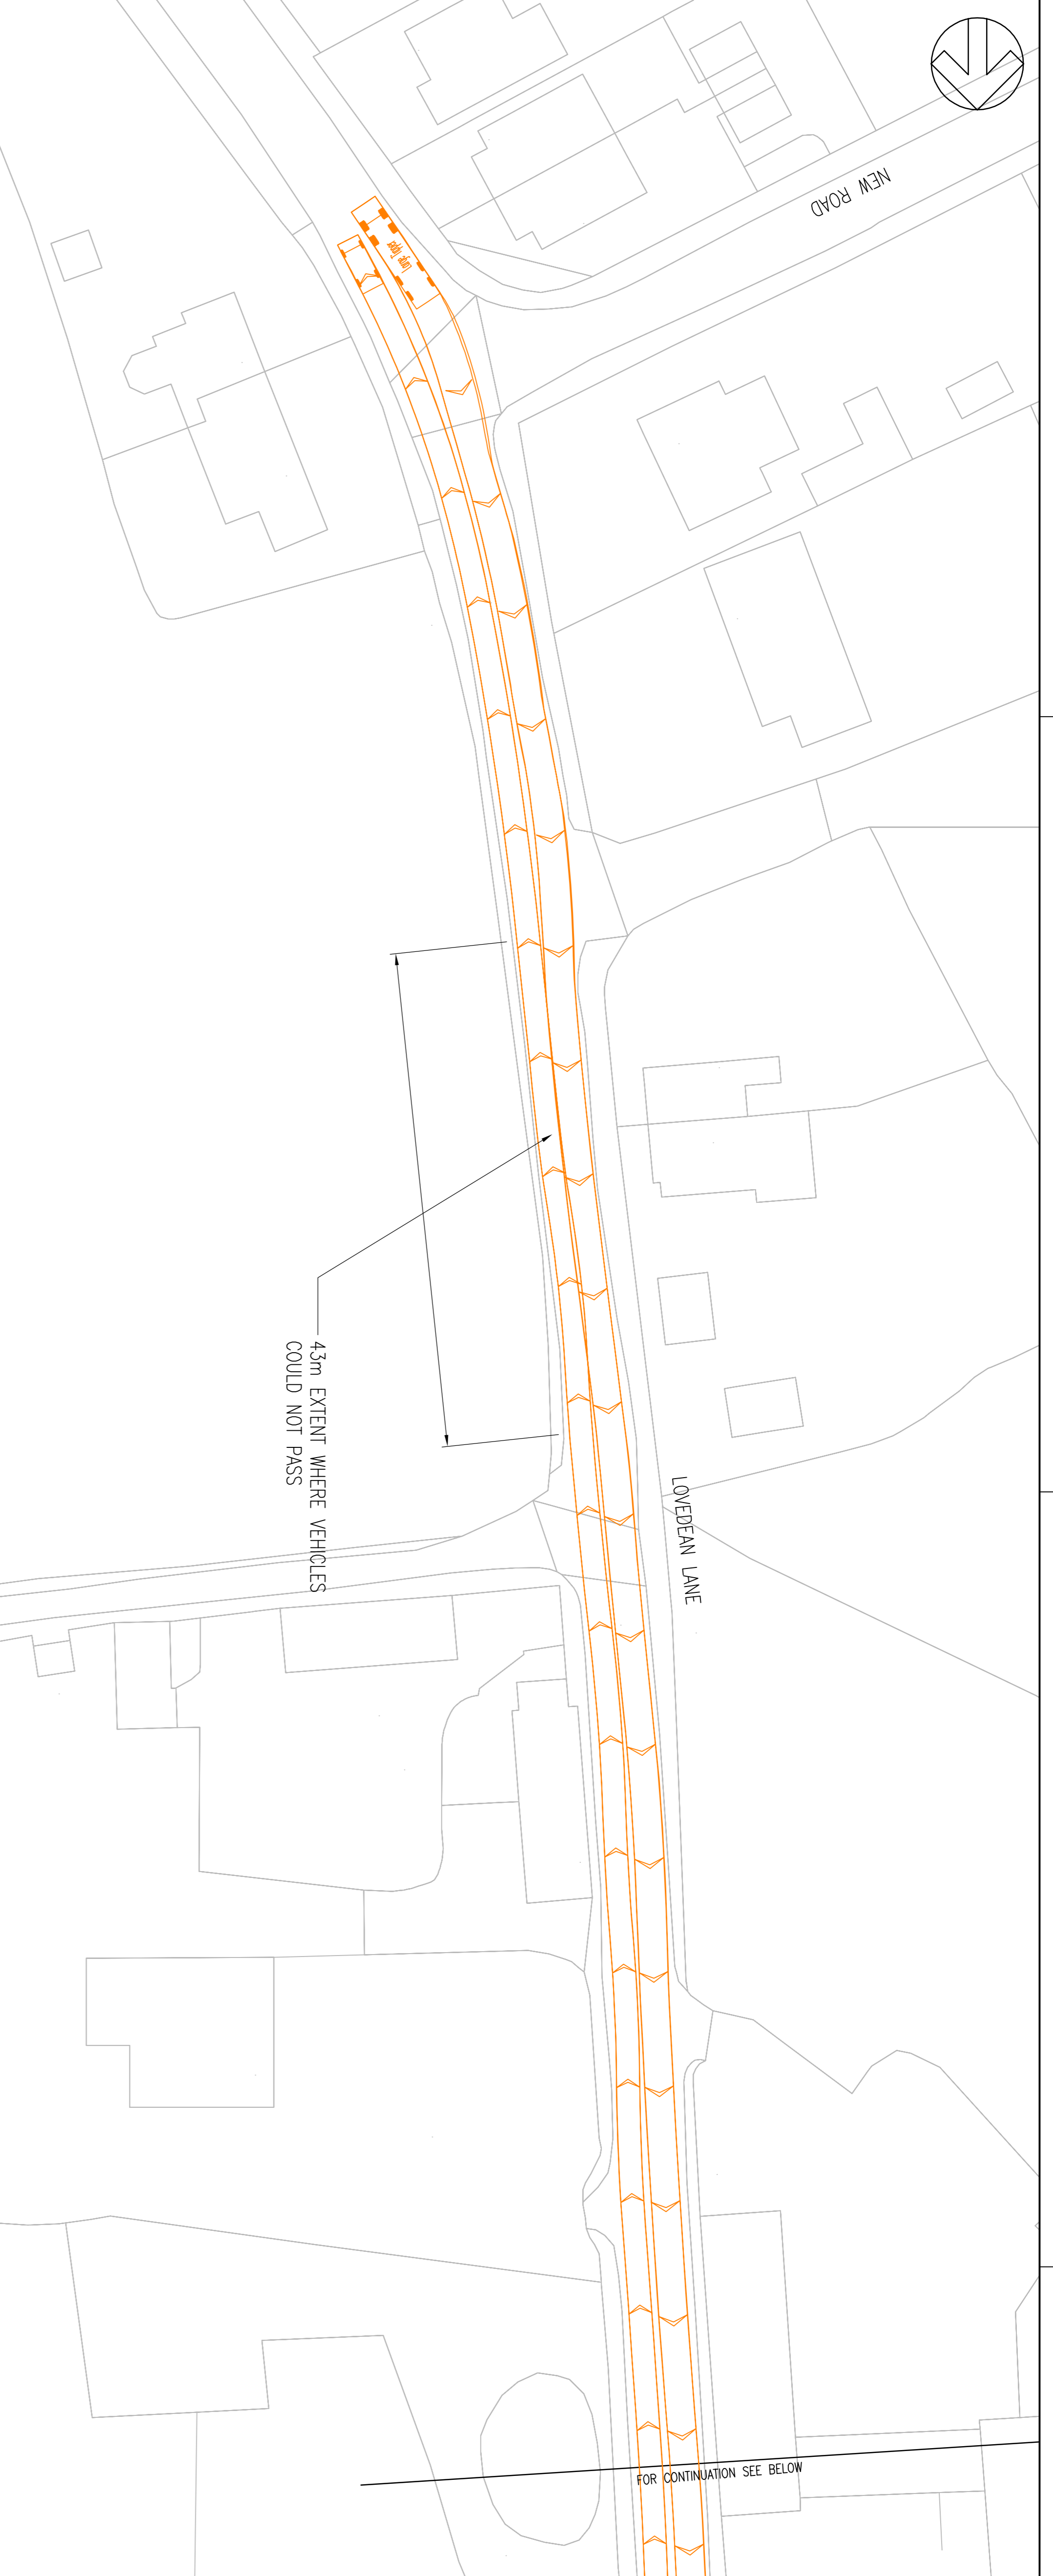 NEW ROAD
43m EXTENT WHERE VEHICLES
COULD NOT PASS
LOVEDEAN LANE
FOR CONTINUATION SEE BELOW